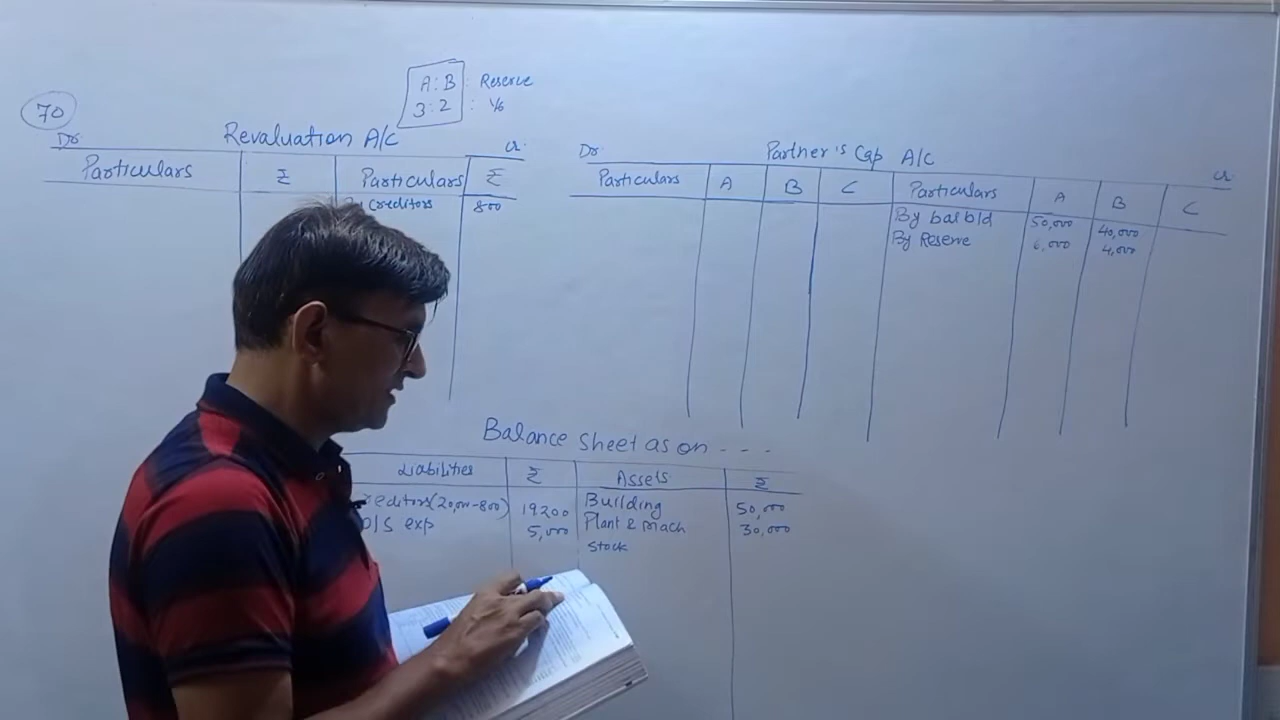 70
A : B : Reserve
3 : 2 : 1/6
Revaluation A/C
Dr Cr
Particulars ₹ Particulars ₹
Creditors 800
Partner's Cap A/C
Dr Cr
Particulars A B C Particulars A B C
By bal b/d 50,000 40,000
By Reserve 6,000 4,000
Balance Sheet as on - - -
Liabilities ₹ Assets ₹
reditors (20,000-800) 19200 Building 50,000
O/S exp 5,000 Plant & Mach 30,000
Stock